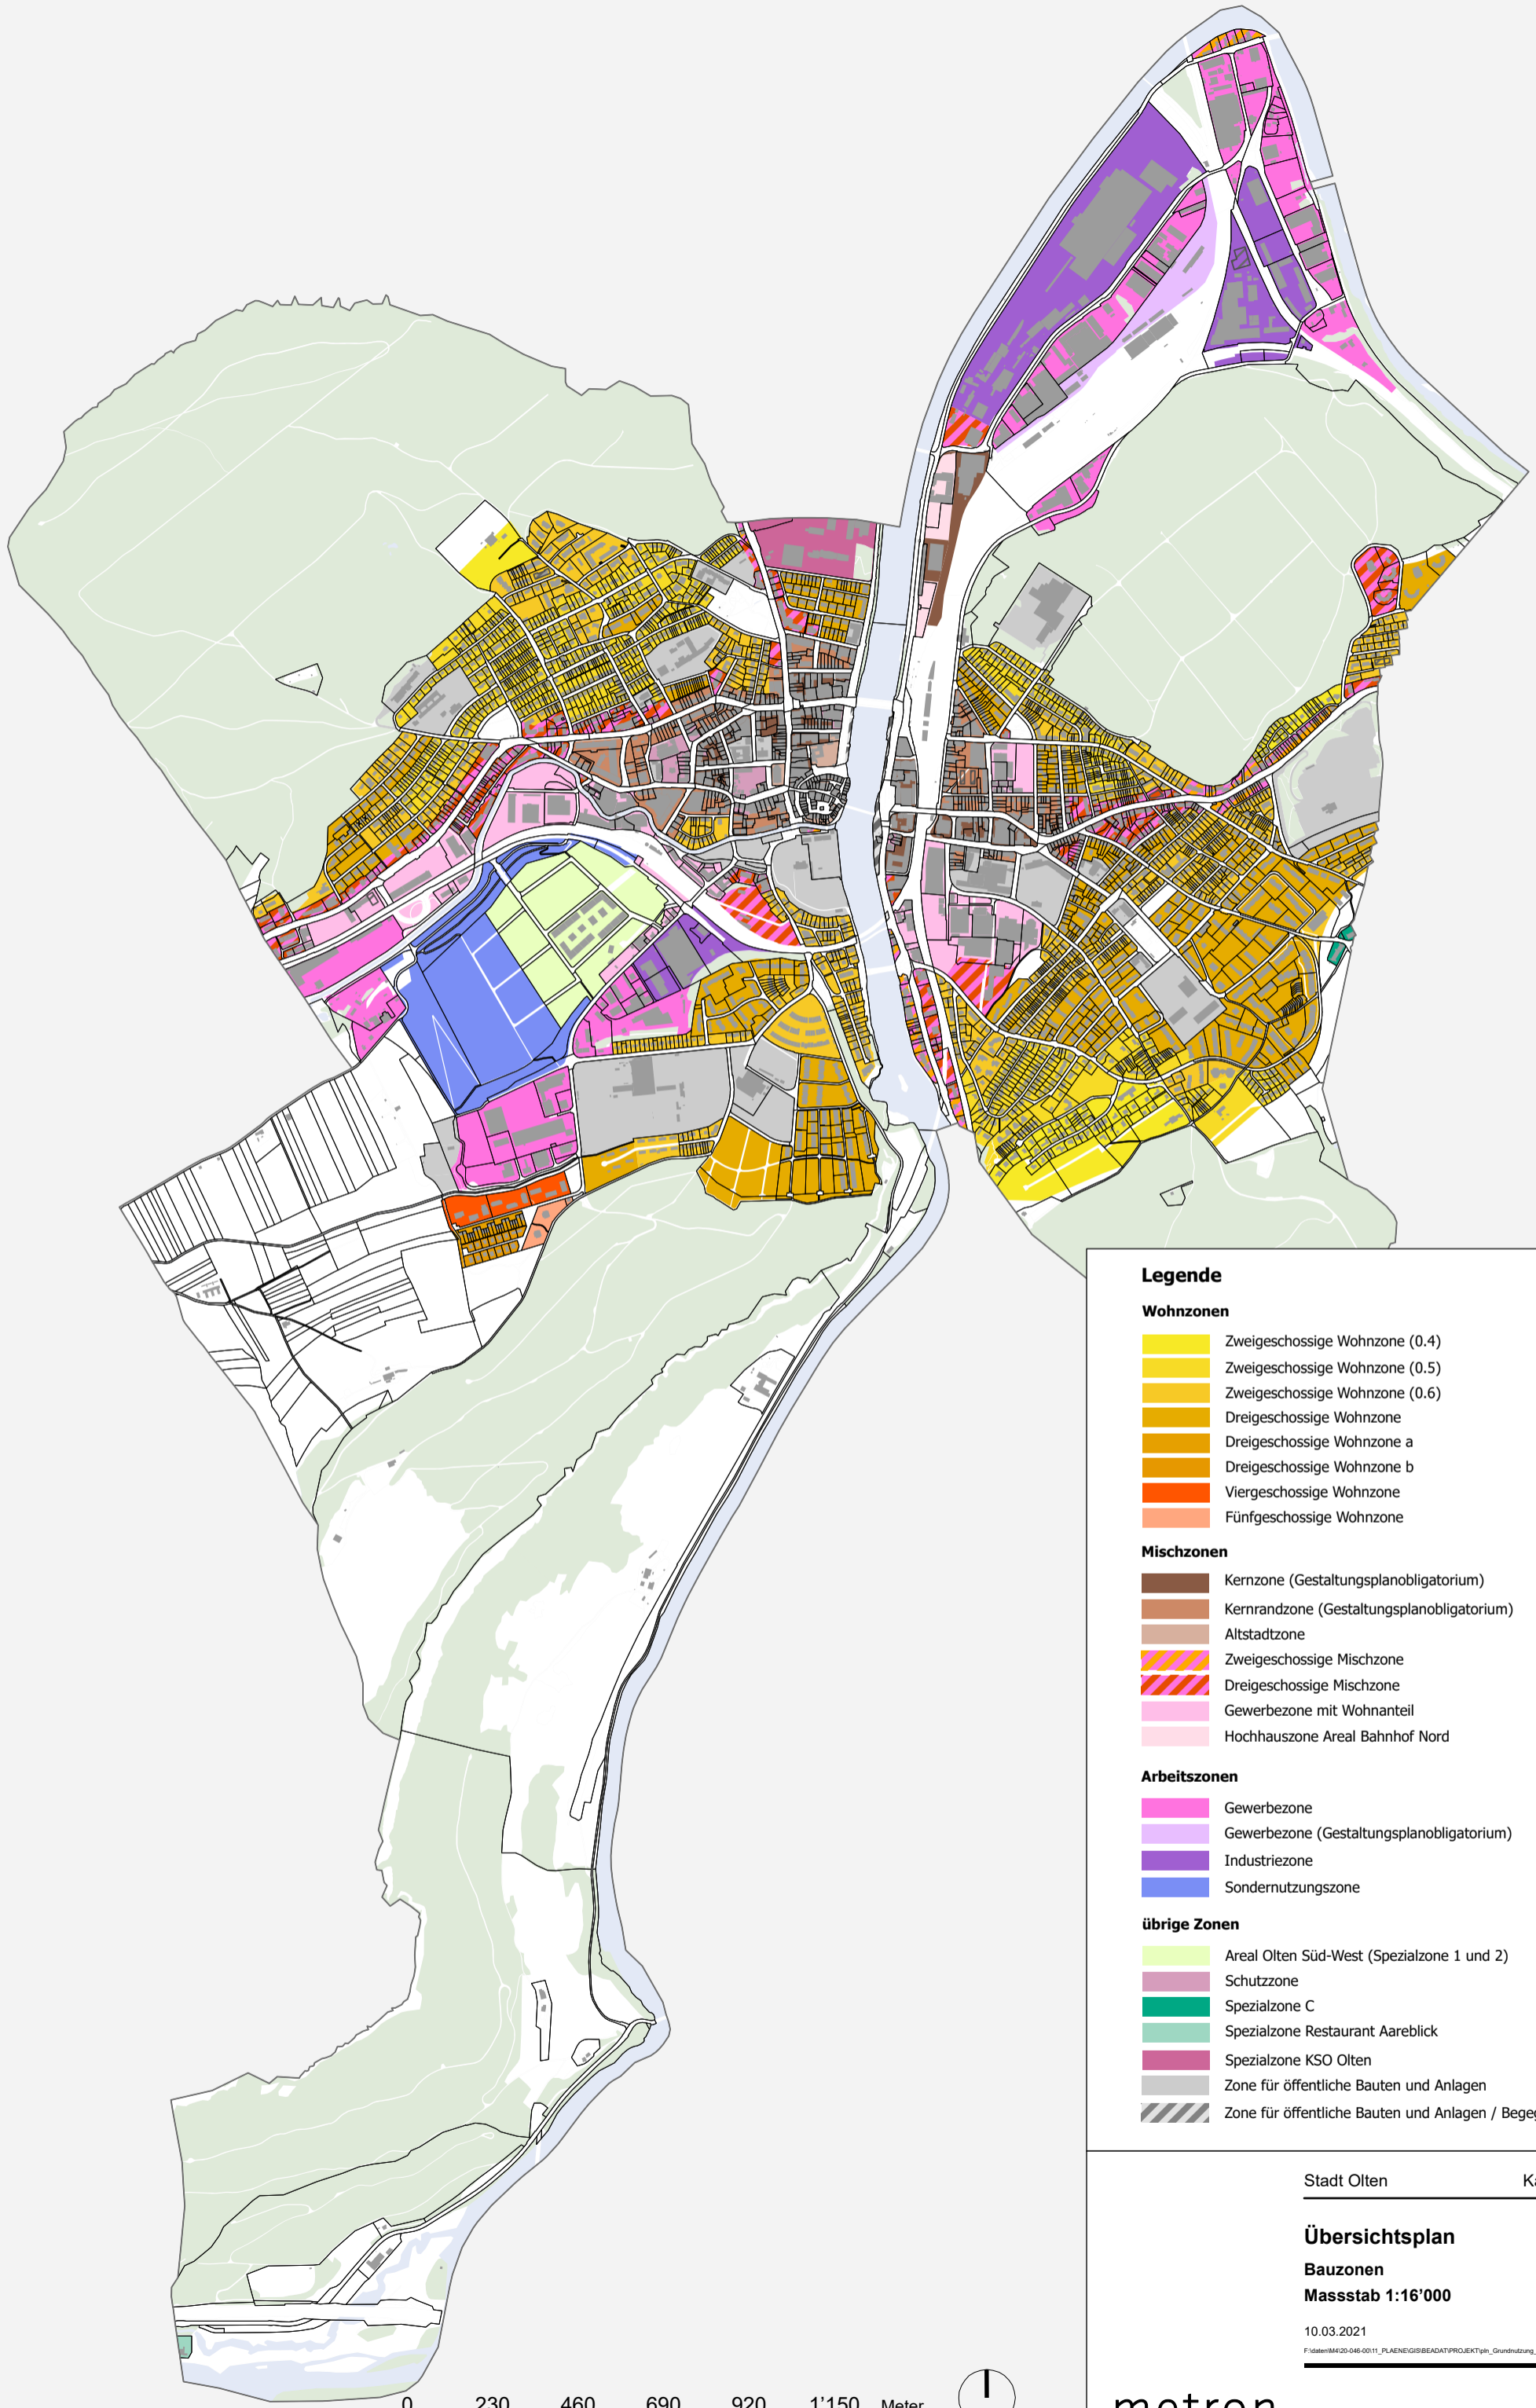 Legende
Wohnzonen
Zweigeschossige Wohnzone (0.4)
Zweigeschossige Wohnzone (0.5)
Zweigeschossige Wohnzone (0.6)
Dreigeschossige Wohnzone
Dreigeschossige Wohnzone a
Dreigeschossige Wohnzone b
Viergeschossige Wohnzone
Fünfgeschossige Wohnzone
Mischzonen
Kernzone (Gestaltungsplanobligatorium)
Kernrandzone (Gestaltungsplanobligatorium)
Altstadtzone
Zweigeschossige Mischzone
Dreigeschossige Mischzone
Gewerbezone mit Wohnanteil
Hochhauszone Areal Bahnhof Nord
Arbeitszonen
Gewerbezone
Gewerbezone (Gestaltungsplanobligatorium)
Industriezone
Sondernutzungszone
übrige Zonen
Areal Olten Süd-West (Spezialzone 1 und 2)
Schutzzone
Spezialzone C
Spezialzone Restaurant Aareblick
Spezialzone KSO Olten
Zone für öffentliche Bauten und Anlagen
Zone für öffentliche Bauten und Anlagen /
Stadt Olten
Übersichtsplan
Bauzonen
Massstab 1:16’000
10.03.2021
0 230 460 690 920 1’150 Meter
metron